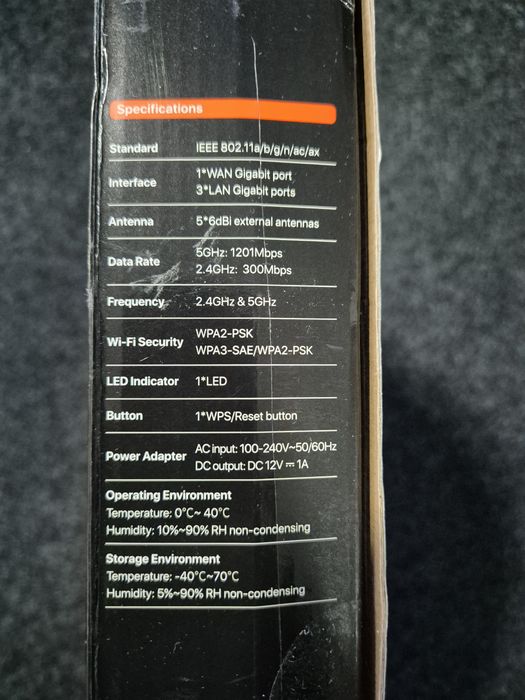 Specifications
Standard IEEE 802.11a/b/g/n/ac/ax
Interface 1*WAN Gigabit port
3*LAN Gigabit ports
Antenna 5*6dBi external antennas
Data Rate 5GHz: 1201Mbps
2.4GHz: 300Mbps
Frequency 2.4GHz & 5GHz
Wi-Fi Security WPA2-PSK
WPA3-SAE/WPA2-PSK
LED Indicator 1*LED
Button 1*WPS/Reset button
Power Adapter AC input: 100-240V~50/60Hz
DC output: DC 12V ⎓ 1A
Operating Environment
Temperature: 0°C~ 40°C
Humidity: 10%~90% RH non-condensing
Storage Environment
Temperature: -40°C~70°C
Humidity: 5%~90% RH non-condensing